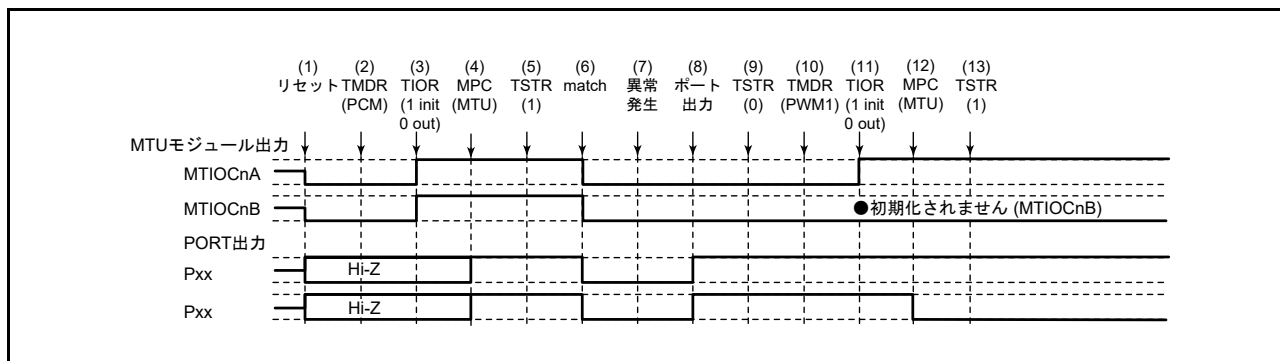 (1) (2) (3) (4) (5) (6) (7) (8) (9) (10) (11) (12) (13)
リセット TMDR TIOR MPC TSTR match 異常 ポート TSTR TMDR TIOR MPC TSTR
(PCM) (1 init (MTU) (1) 発生 出力 (0) (PWM1) (1 init (MTU) (1)
0 out) 0 out)
MTUモジュール出力
MTIOCnA
MTIOCnB ●初期化されません (MTIOCnB)
PORT出力
Pxx Hi-Z
Pxx Hi-Z